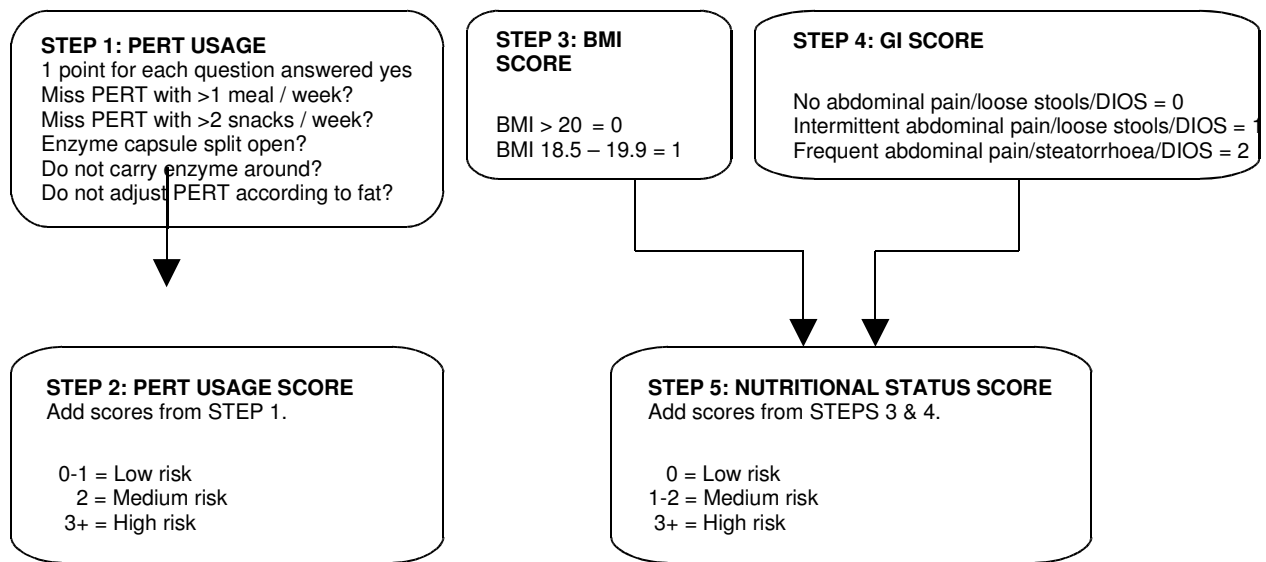 STEP 1: PERT USAGE
1 point for each question answered yes
Miss PERT with >1 meal / week?
Miss PERT with >2 snacks / week?
Enzyme capsule split open?
Do not carry enzyme around?
Do not adjust PERT according to fat?
STEP 3: BMI
SCORE
BMI > 20 = 0
BMI 18.5 – 19.9 = 1
STEP 4: GI SCORE
No abdominal pain/loose stools/DIOS = 0
Intermittent abdominal pain/loose stools/DIOS = 1
Frequent abdominal pain/steatorrhoea/DIOS = 2
STEP 2: PERT USAGE SCORE
Add scores from STEP 1.
0-1 = Low risk
2 = Medium risk
3+ = High risk
STEP 5: NUTRITIONAL STATUS SCORE
Add scores from STEPS 3 & 4.
0 = Low risk
1-2 = Medium risk
3+ = High risk